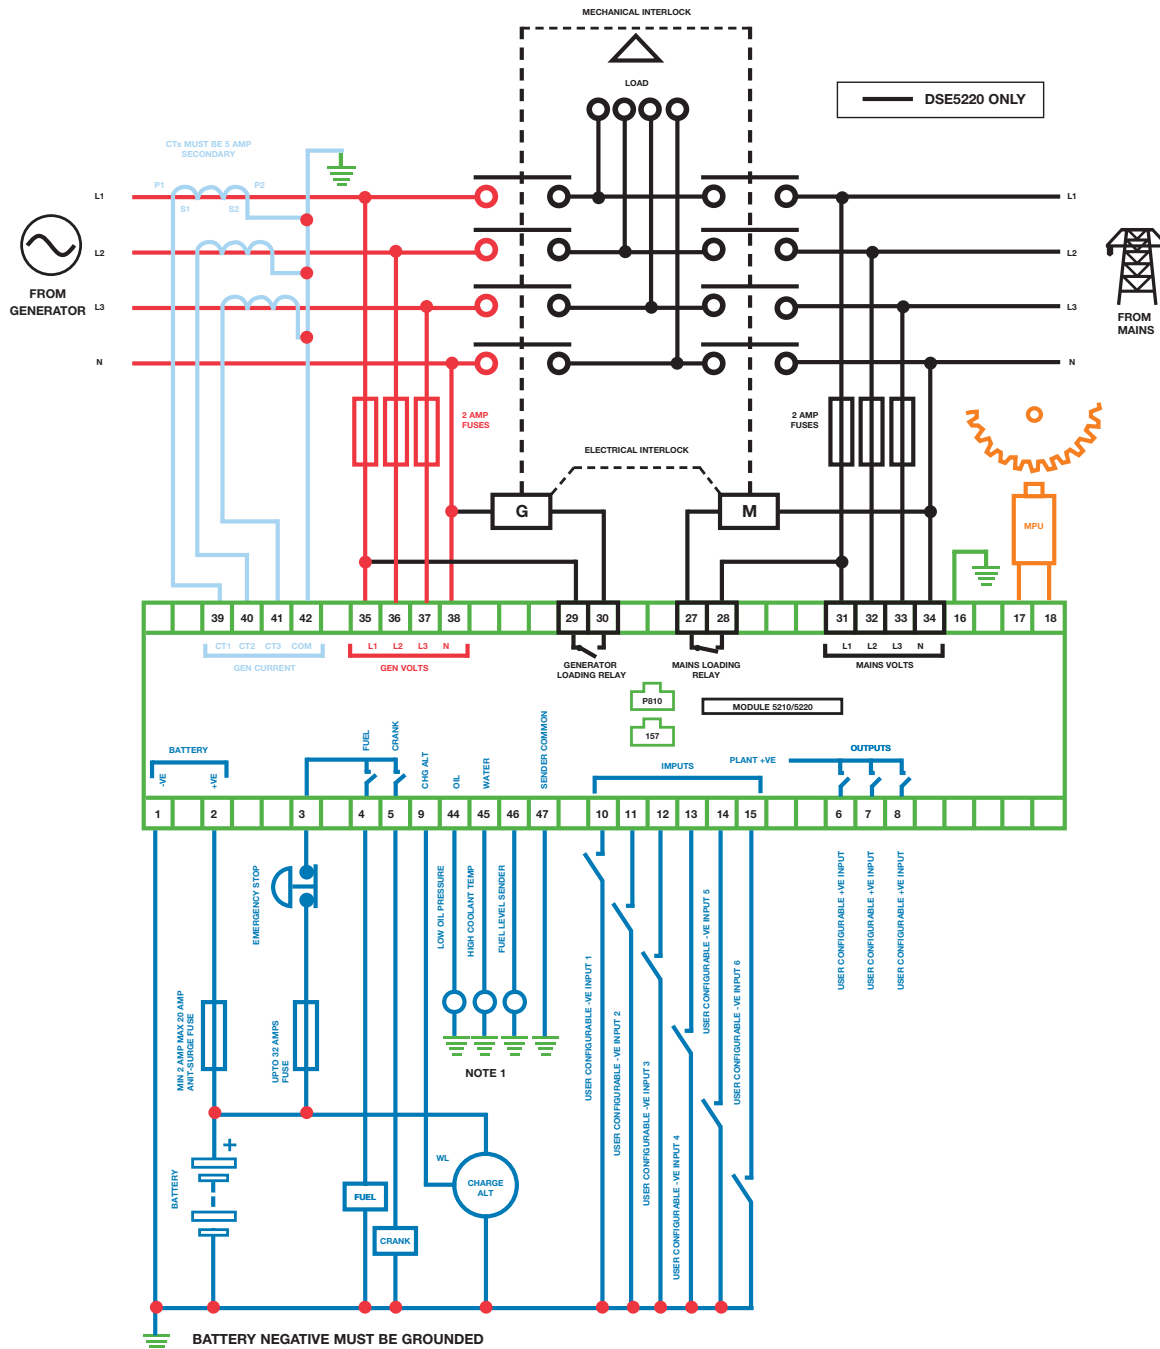 MECHANICAL INTERLOCK
LOAD
DSE5220 ONLY
CTs MUST BE 5 AMP
SECONDARY
P1
P2
S1
S2
L1
L2
L3
N
FROM
GENERATOR
L1
L2
L3
N
FROM
MAINS
2 AMP
FUSES
2 AMP
FUSES
ELECTRICAL INTERLOCK
G
M
MPU
39 40 41 42 35 36 37 38 29 30 27 28 31 32 33 34 16 17 18
CT1 CT2 CT3 COM
GEN CURRENT
L1 L2 L3 N
GEN VOLTS
GENERATOR
LOADING RELAY
MAINS LOADING
RELAY
L1 L2 L3 N
MAINS VOLTS
P810
157
MODULE 5210/5220
BATTERY
-VE
+VE
FUEL
CRANK
CHG ALT
OIL
WATER
SENDER COMMON
IMPUTS
PLANT +VE
OUTPUTS
1 2 3 4 5 9 44 45 46 47 10 11 12 13 14 15 6 7 8
EMERGENCY STOP
LOW OIL PRESSURE
HIGH COOLANT TEMP
FUEL LEVEL SENDER
USER CONFIGURABLE -VE INPUT 1
USER CONFIGURABLE -VE INPUT 2
USER CONFIGURABLE -VE INPUT 3
USER CONFIGURABLE -VE INPUT 4
USER CONFIGURABLE -VE INPUT 5
USER CONFIGURABLE -VE INPUT 6
USER CONFIGURABLE +VE INPUT
USER CONFIGURABLE +VE INPUT
USER CONFIGURABLE +VE INPUT
MIN 2 AMP MAX 20 AMP
ANIT-SURGE FUSE
UPTO 32 AMPS
FUSE
NOTE 1
+
BATTERY
WL
CHARGE
ALT
FUEL
CRANK
BATTERY NEGATIVE MUST BE GROUNDED